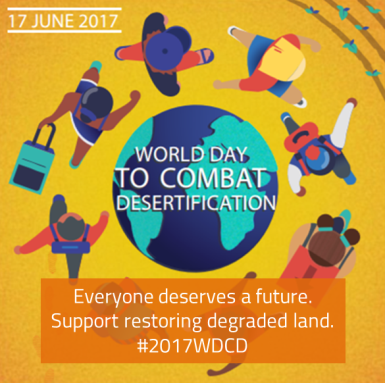 17 JUNE 2017
WORLD DAY
TO COMBAT
DESERTIFICATION
Everyone deserves a future.
Support restoring degraded land.
#2017WDCD